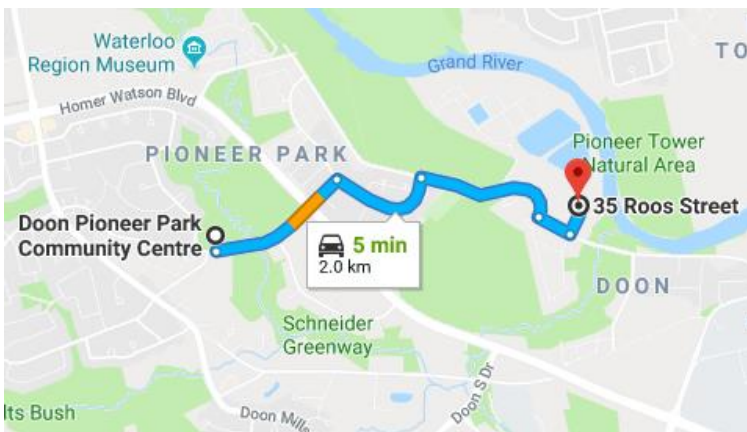 Waterloo
Region Museum
Homer Watson Blvd
Grand River
TO
PIONEER PARK
Pioneer Tower
Natural Area
35 Roos Street
Doon Pioneer Park
Community Centre
5 min
2.0 km
DOON
Schneider
Greenway
lts Bush
Doon Mills
Doon S Dr